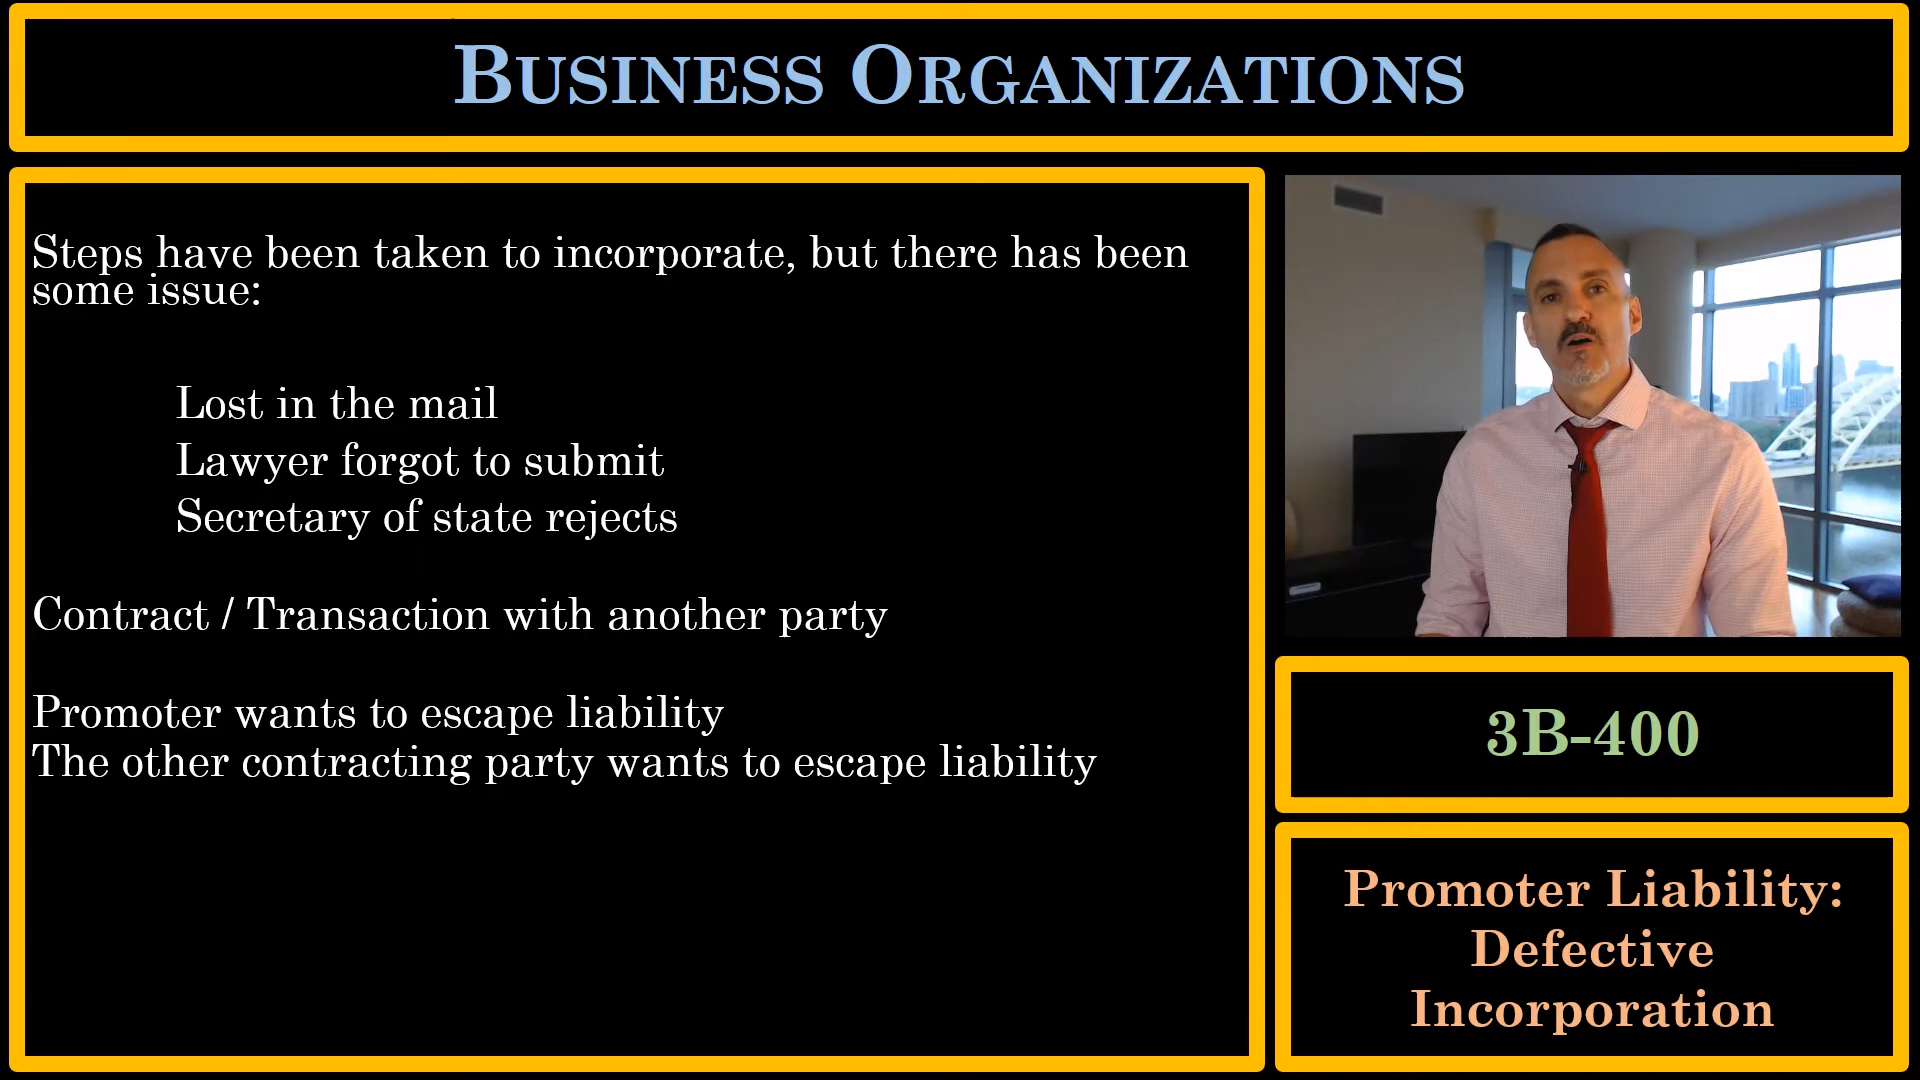 BUSINESS ORGANIZATIONS
Steps have been taken to incorporate, but there has been
some issue:
Lost in the mail
Lawyer forgot to submit
Secretary of state rejects
Contract / Transaction with another party
Promoter wants to escape liability
The other contracting party wants to escape liability
3B-400
Promoter Liability:
Defective
Incorporation